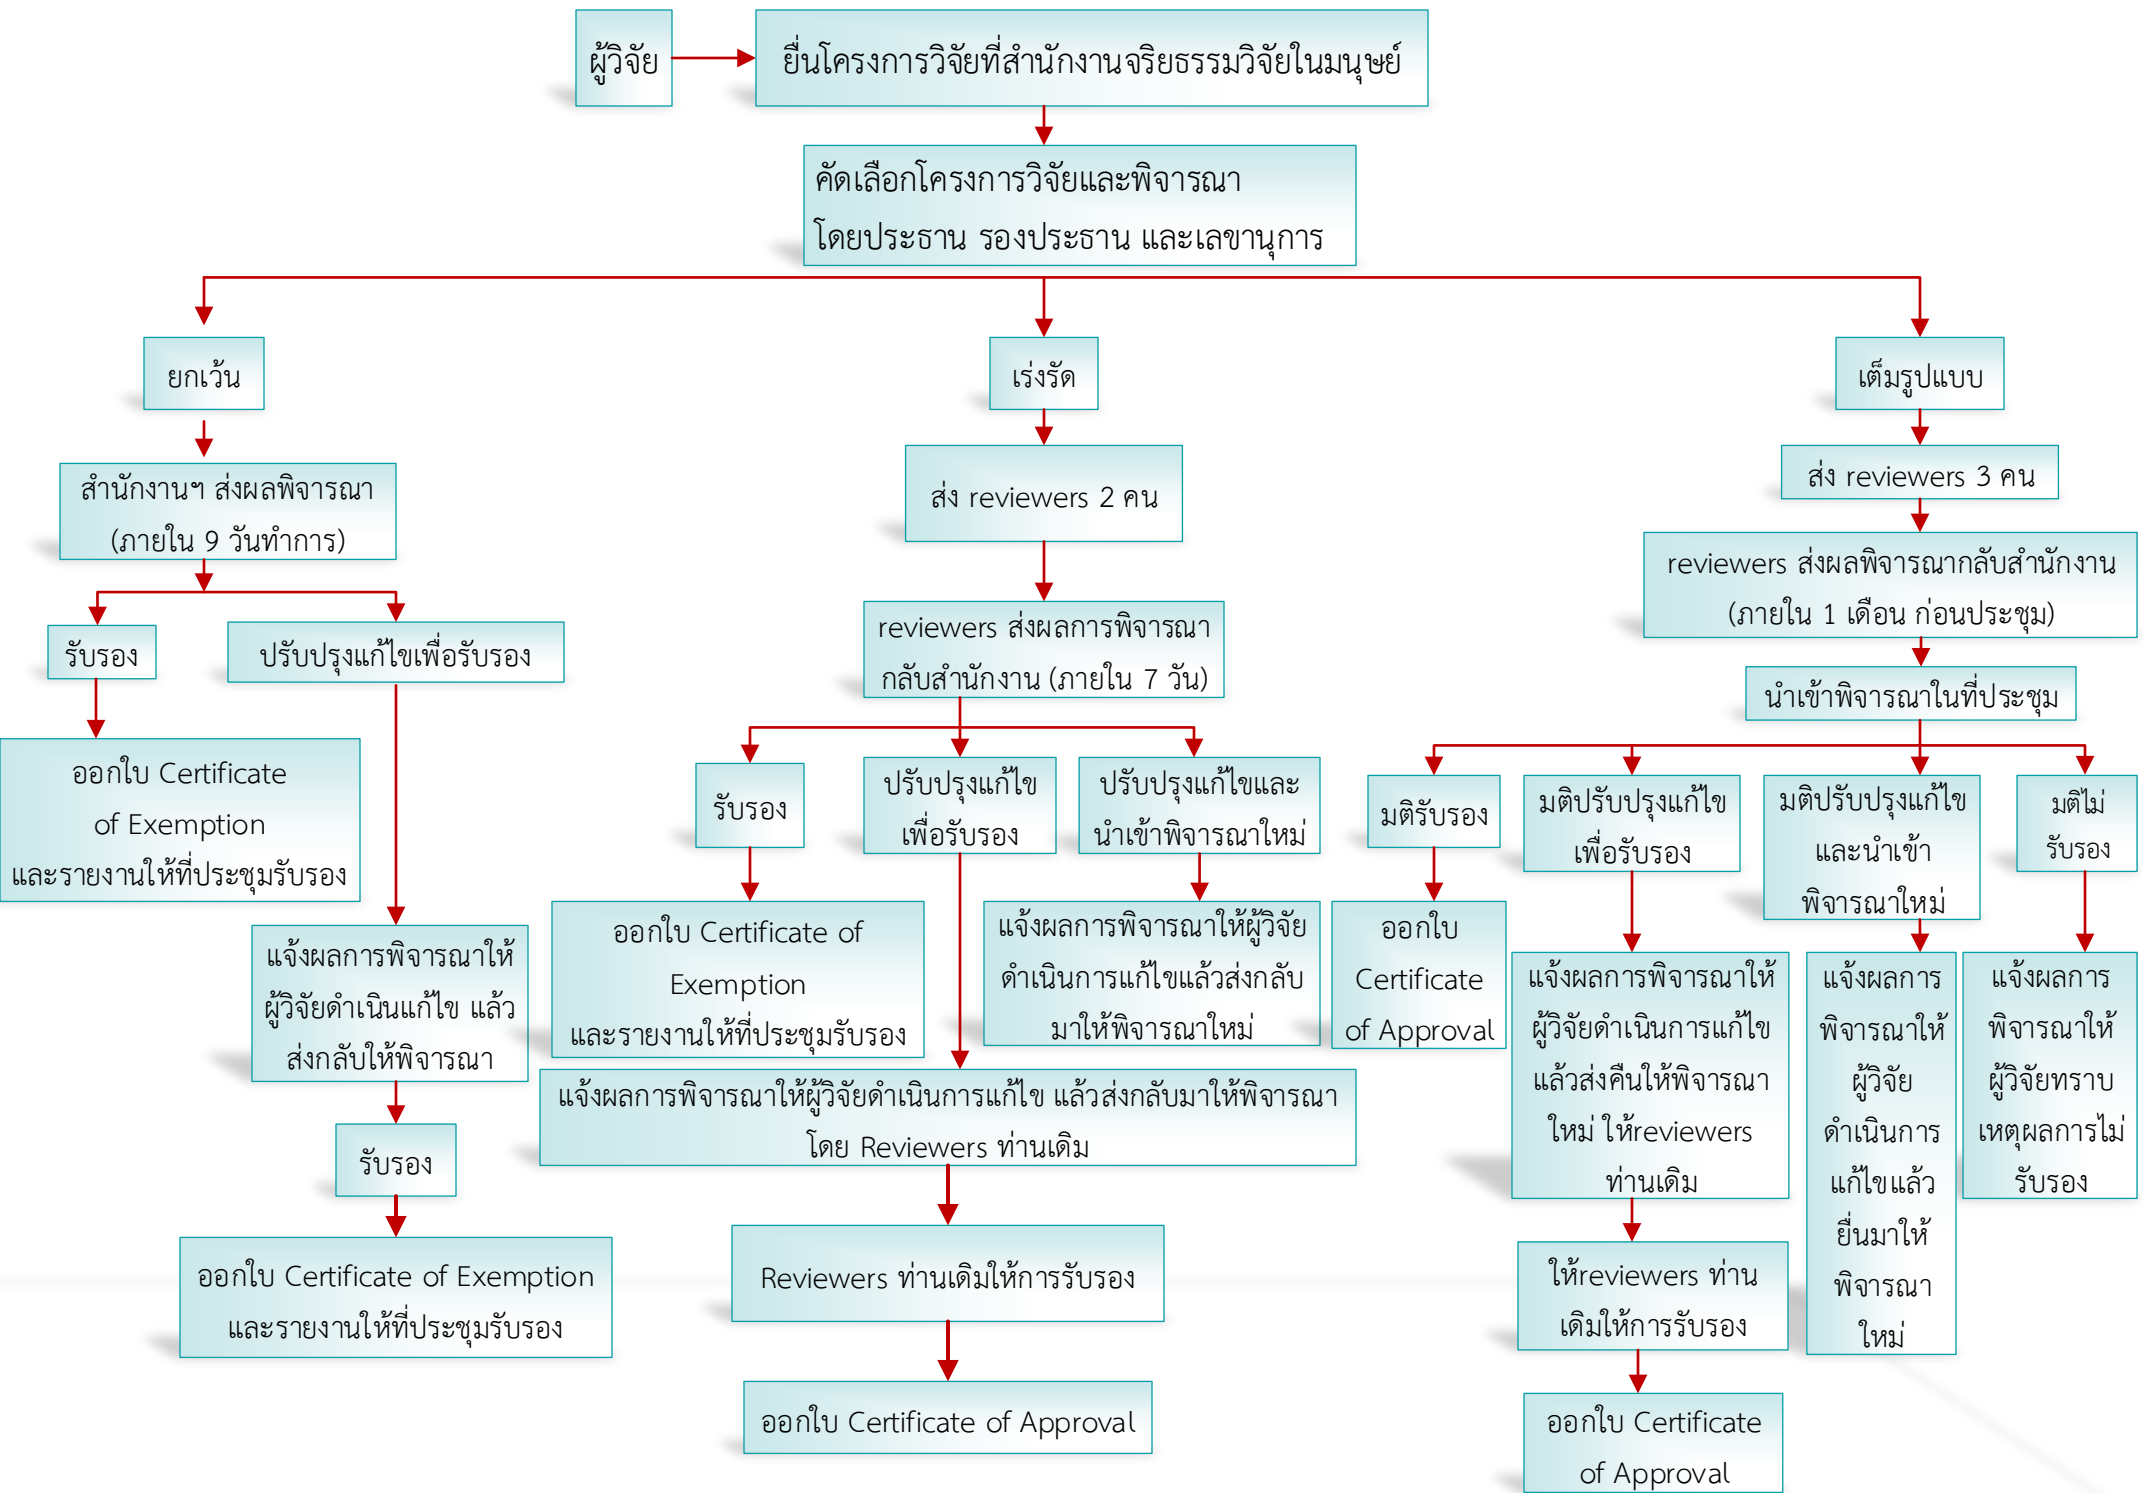 ผู้วิจัย
ยื่นโครงการวิจัยที่สำนักงานจริยธรรมวิจัยในมนุษย์
คัดเลือกโครงการวิจัยและพิจารณา
โดยประธาน รองประธาน และเลขานุการ
ยกเว้น
สำนักงานฯ ส่งผลพิจารณา
(ภายใน 9 วันทำการ)
รับรอง
ออกใบ Certificate
of Exemption
และรายงานให้ที่ประชุมรับรอง
ปรับปรุงแก้ไขเพื่อรับรอง
แจ้งผลการพิจารณาให้
ผู้วิจัยดำเนินแก้ไข แล้ว
ส่งกลับให้พิจารณา
รับรอง
ออกใบ Certificate of Exemption
และรายงานให้ที่ประชุมรับรอง
เร่งรัด
ส่ง reviewers 2 คน
reviewers ส่งผลการพิจารณา
กลับสำนักงาน (ภายใน 7 วัน)
รับรอง
ออกใบ Certificate of
Exemption
และรายงานให้ที่ประชุมรับรอง
ปรับปรุงแก้ไข
เพื่อรับรอง
แจ้งผลการพิจารณาให้ผู้วิจัยดำเนินการแก้ไข แล้วส่งกลับมาให้พิจารณา
โดย Reviewers ท่านเดิม
Reviewers ท่านเดิมให้การรับรอง
ออกใบ Certificate of Approval
ปรับปรุงแก้ไขและ
นำเข้าพิจารณาใหม่
แจ้งผลการพิจารณาให้ผู้วิจัย
ดำเนินการแก้ไขแล้วส่งกลับ
มาให้พิจารณาใหม่
เต็มรูปแบบ
ส่ง reviewers 3 คน
reviewers ส่งผลพิจารณากลับสำนักงาน
(ภายใน 1 เดือน ก่อนประชุม)
นำเข้าพิจารณาในที่ประชุม
มติรับรอง
ออกใบ
Certificate
of Approval
มติปรับปรุงแก้ไข
เพื่อรับรอง
แจ้งผลการพิจารณาให้
ผู้วิจัยดำเนินการแก้ไข
แล้วส่งคืนให้พิจารณา
ใหม่ ให้reviewers
ท่านเดิม
ให้reviewers ท่าน
เดิมให้การรับรอง
ออกใบ Certificate
of Approval
มติปรับปรุงแก้ไข
และนำเข้า
พิจารณาใหม่
แจ้งผลการ
พิจารณาให้
ผู้วิจัย
ดำเนินการ
แก้ไขแล้ว
ยื่นมาให้
พิจารณา
ใหม่
มติไม่
รับรอง
แจ้งผลการ
พิจารณาให้
ผู้วิจัยทราบ
เหตุผลการไม่
รับรอง